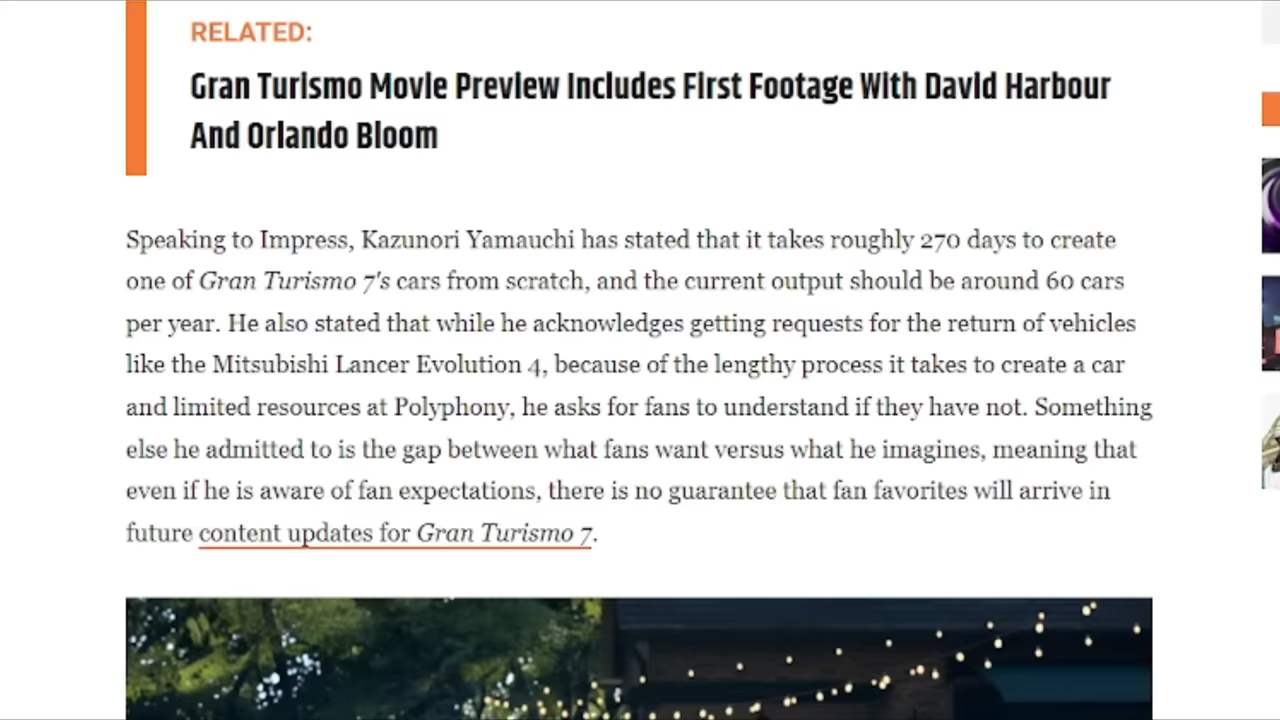 RELATED:
Gran Turismo Movie Preview Includes First Footage With David Harbour
And Orlando Bloom
Speaking to Impress, Kazunori Yamauchi has stated that it takes roughly 270 days to create
one of Gran Turismo 7's cars from scratch, and the current output should be around 60 cars
per year. He also stated that while he acknowledges getting requests for the return of vehicles
like the Mitsubishi Lancer Evolution 4, because of the lengthy process it takes to create a car
and limited resources at Polyphony, he asks for fans to understand if they have not. Something
else he admitted to is the gap between what fans want versus what he imagines, meaning that
even if he is aware of fan expectations, there is no guarantee that fan favorites will arrive in
future content updates for Gran Turismo 7.